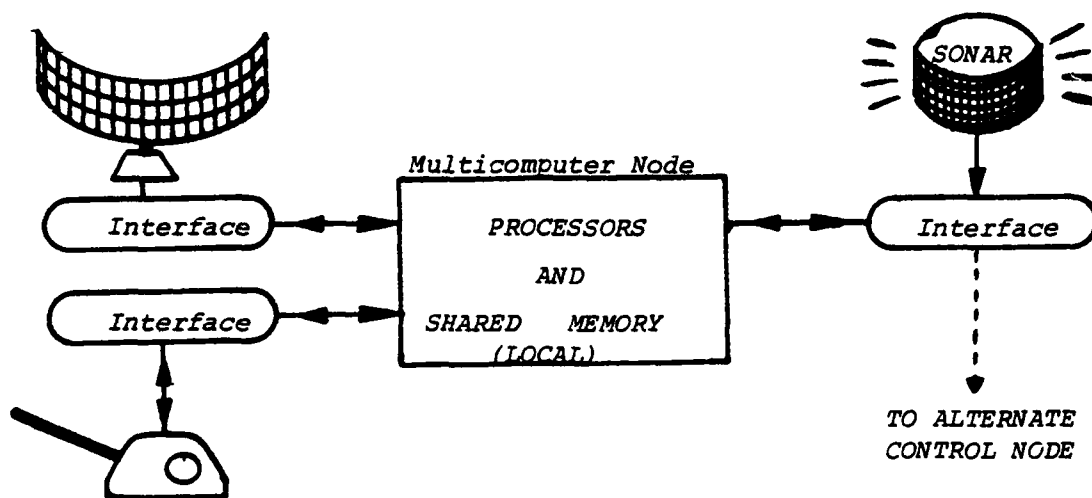 SONAR
Multicomputer Node
Interface
PROCESSORS
Interface
AND
Interface
SHARED MEMORY
(LOCAL)
TO ALTERNATE
CONTROL NODE